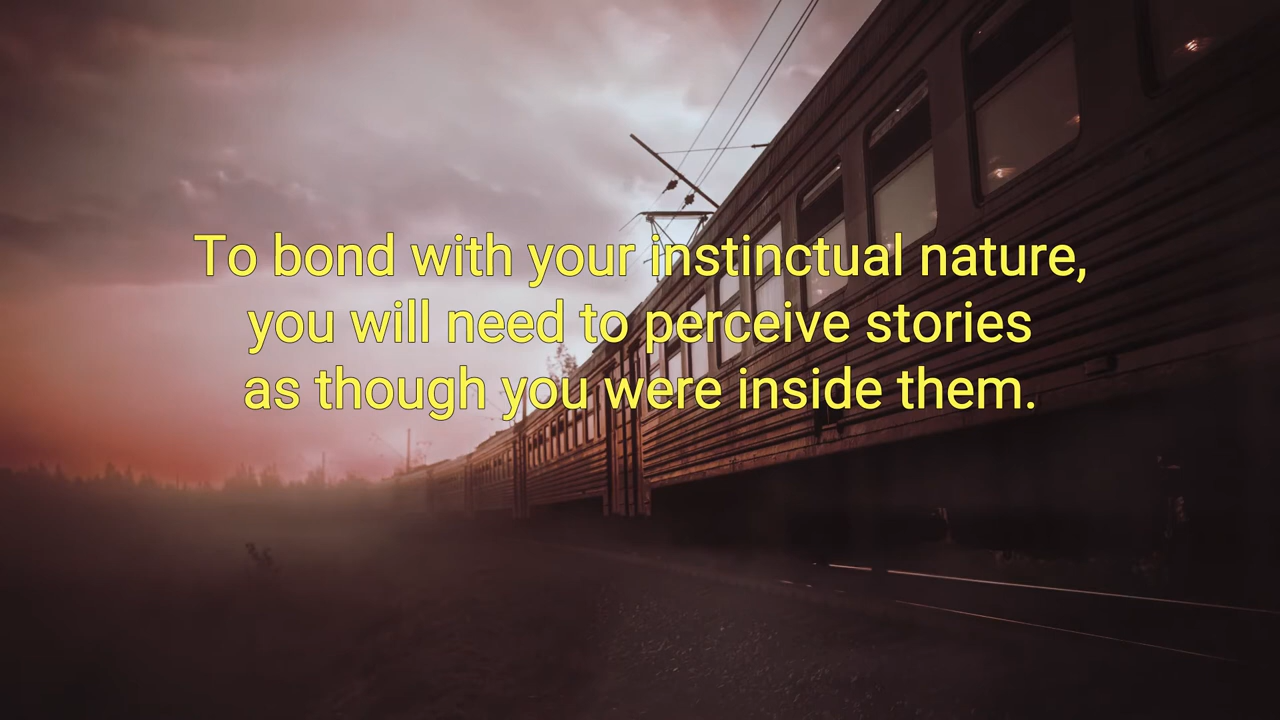 To bond with your instinctual nature,
you will need to perceive stories
as though you were inside them.